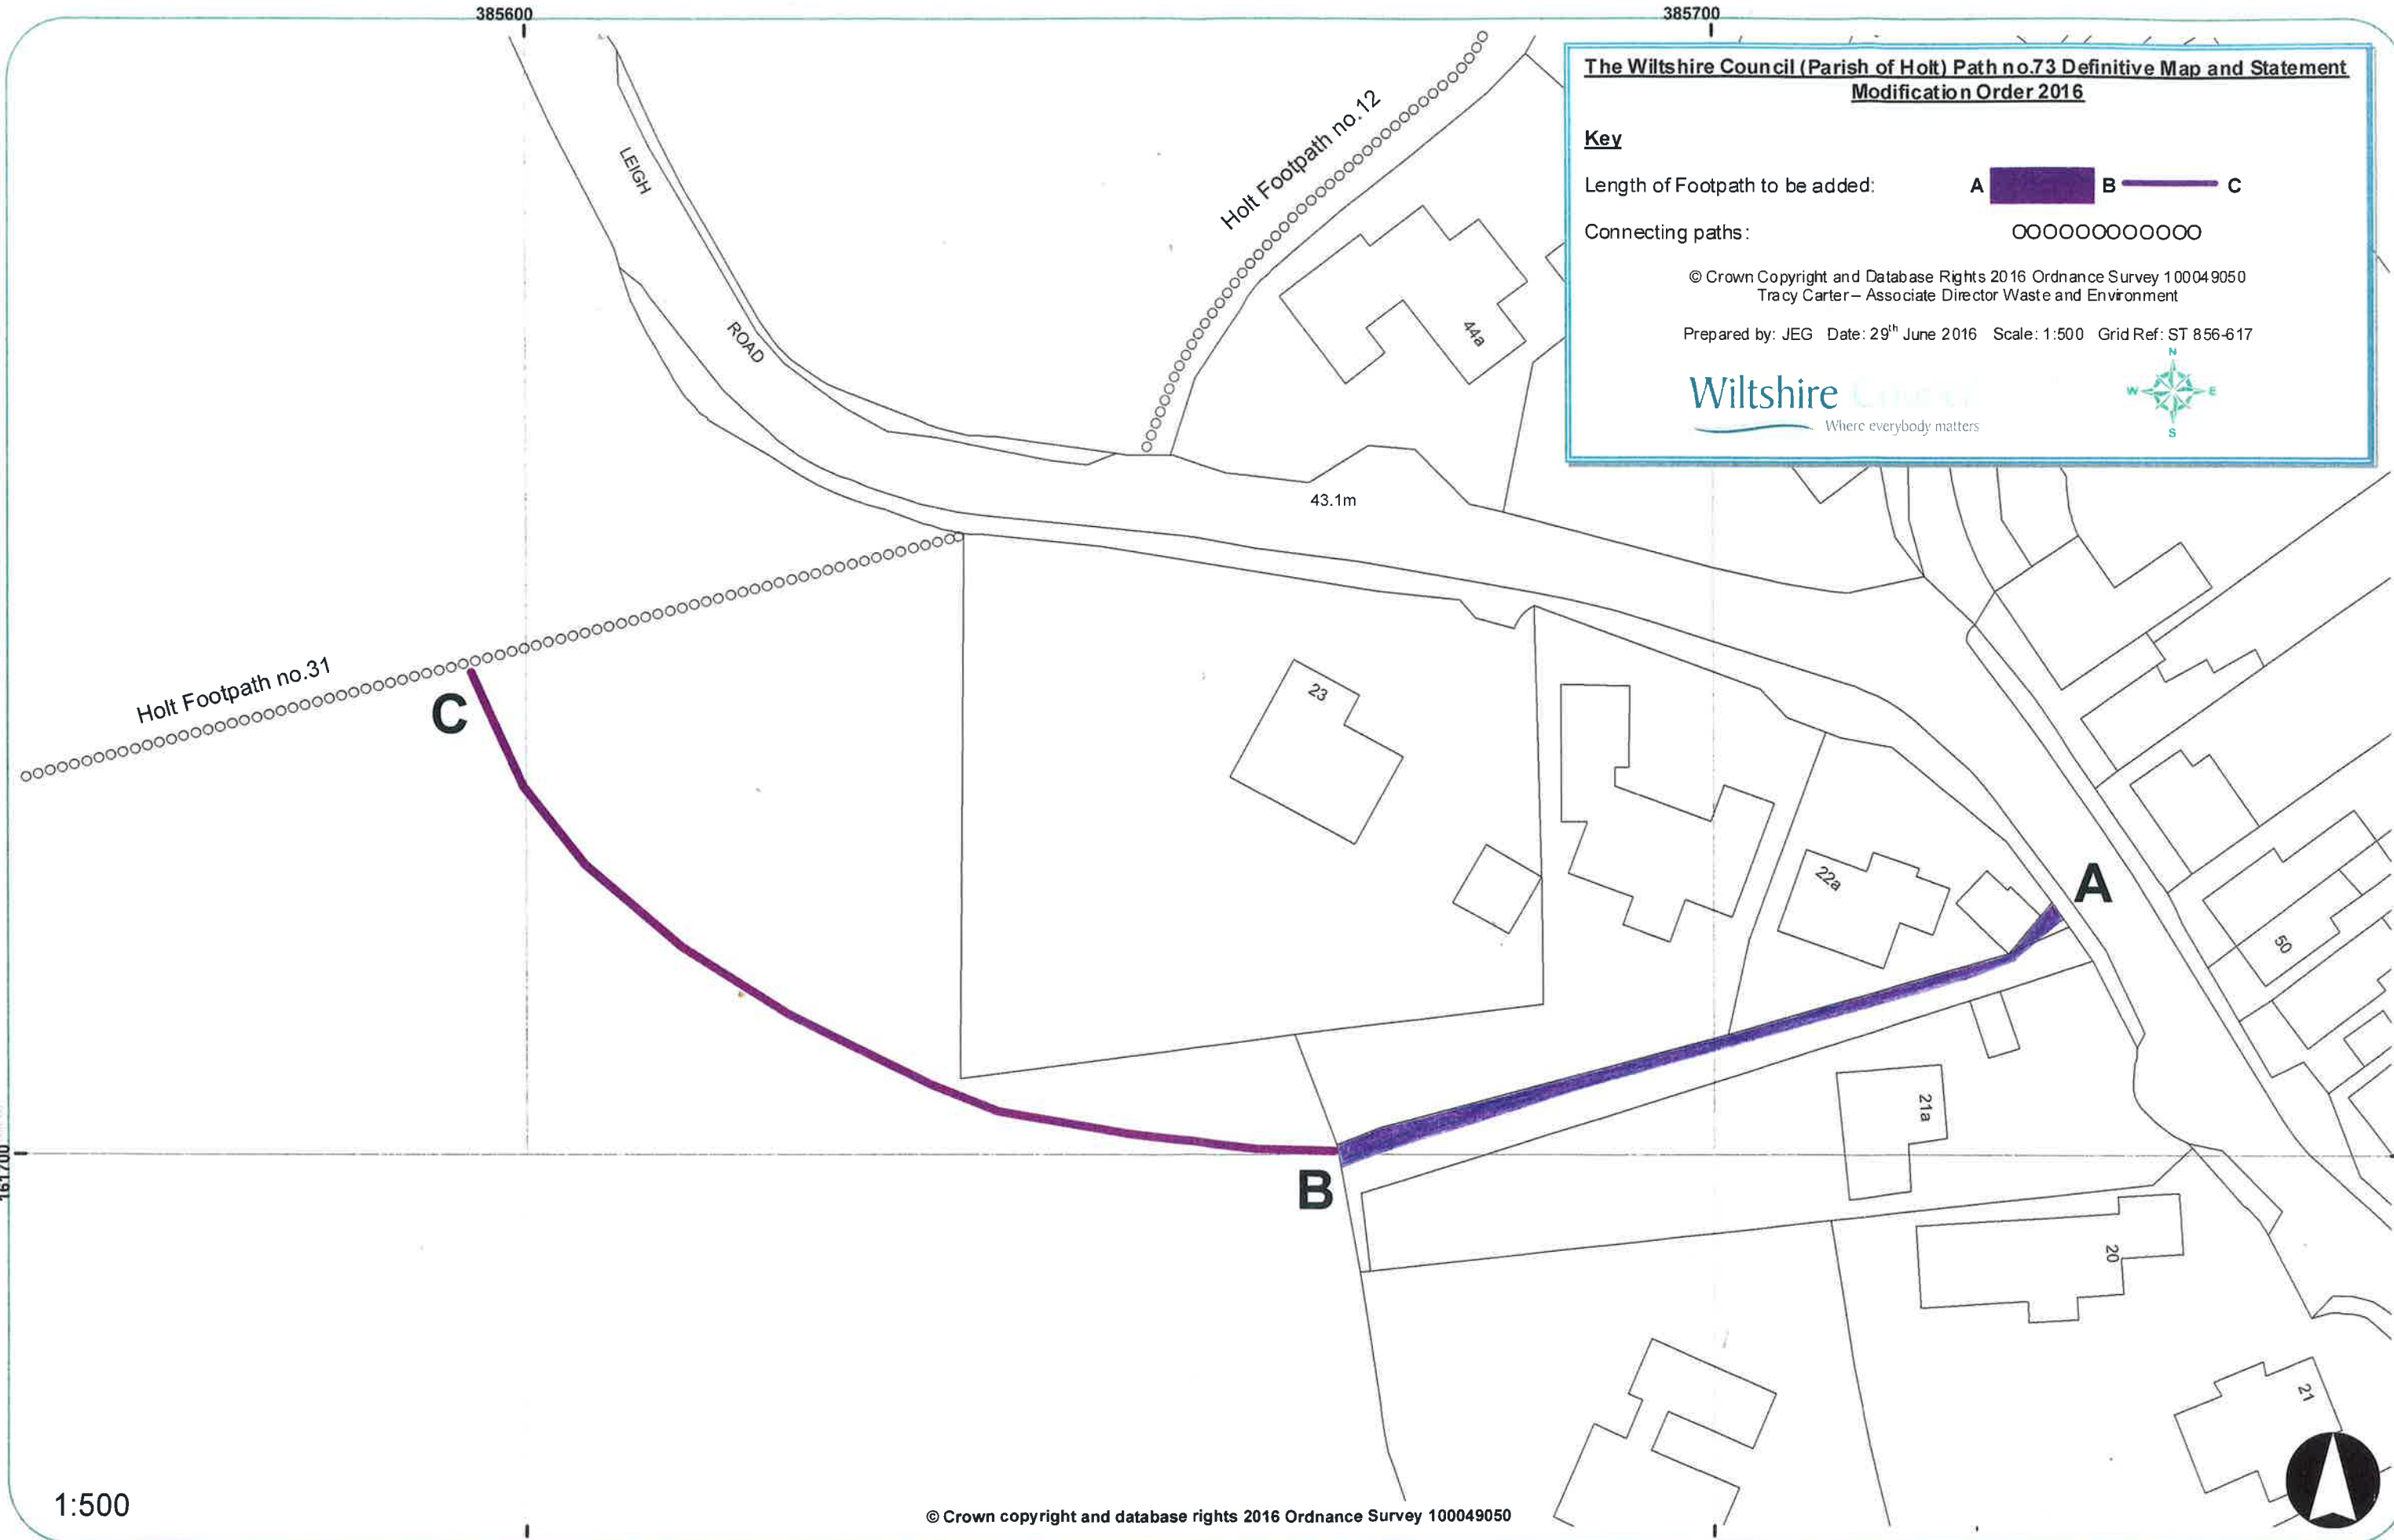 385600
385700
The Wiltshire Council (Parish of Holt) Path no.73 Definitive Map and Statement
Modification Order 2016
Key
Length of Footpath to be added: A B C
Connecting paths: OOOOOOOOOOOO
© Crown Copyright and Database Rights 2016 Ordnance Survey 100049050
Tracy Carter – Associate Director Waste and Environment
Prepared by: JEG Date: 29th June 2016 Scale: 1:500 Grid Ref: ST 856-617
Wiltshire Council
Where everybody matters
N
W E
S
LEIGH
ROAD
Holt Footpath no.12
44a
43.1m
Holt Footpath no.31
C
23
22a
A
50
161700
B
21a
20
21
1:500
© Crown copyright and database rights 2016 Ordnance Survey 100049050